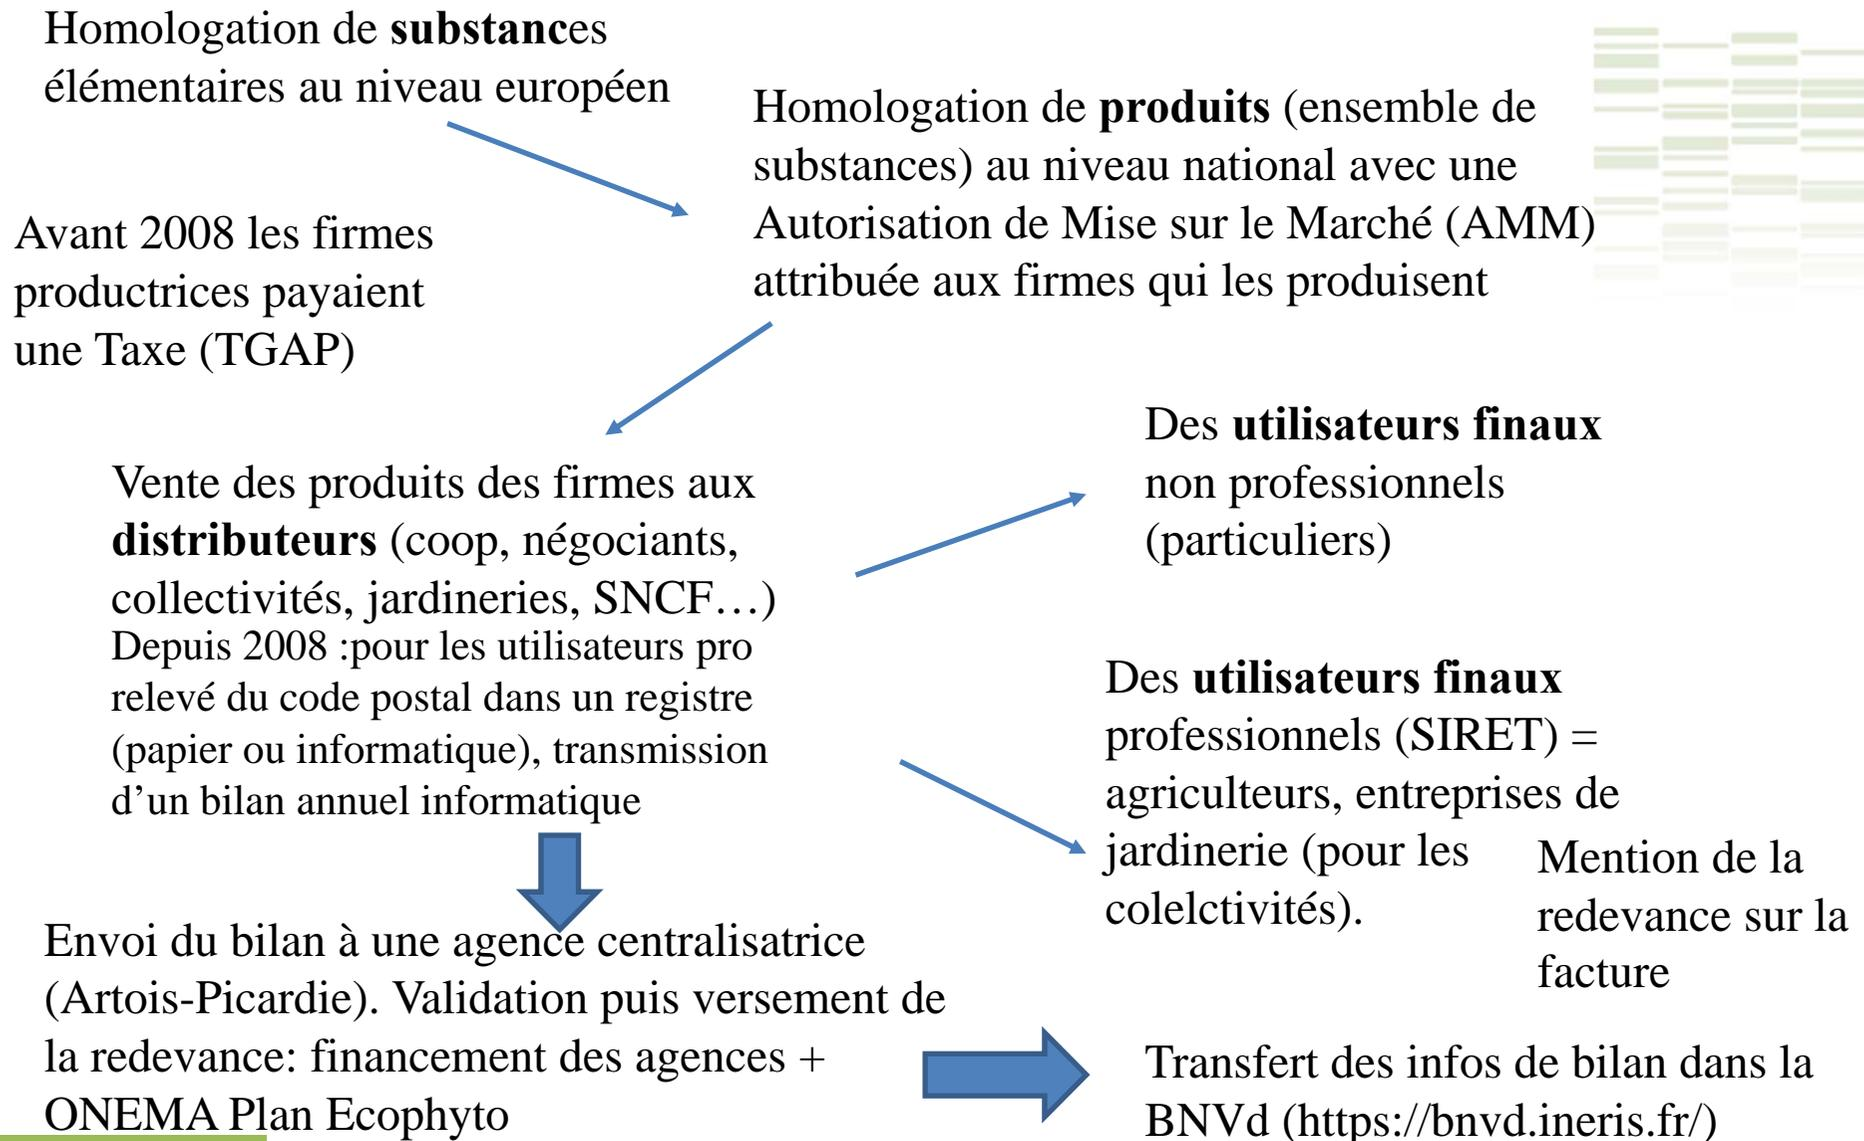 Homologation de substances
élémentaires au niveau européen
Homologation de produits (ensemble de
substances) au niveau national avec une
Autorisation de Mise sur le Marché (AMM)
attribuée aux firmes qui les produisent
Avant 2008 les firmes
productrices payaient
une Taxe (TGAP)
Vente des produits des firmes aux
distributeurs (coop, négociants,
collectivités, jardineries, SNCF…)
Depuis 2008 :pour les utilisateurs pro
relevé du code postal dans un registre
(papier ou informatique), transmission
d’un bilan annuel informatique
Des utilisateurs finaux
non professionnels
(particuliers)
Des utilisateurs finaux
professionnels (SIRET) =
agriculteurs, entreprises de
jardinerie (pour les
colelctivités).
Mention de la
redevance sur la
facture
Envoi du bilan à une agence centralisatrice
(Artois-Picardie). Validation puis versement de
la redevance: financement des agences +
ONEMA Plan Ecophyto
Transfert des infos de bilan dans la
BNVd (https://bnvd.ineris.fr/)